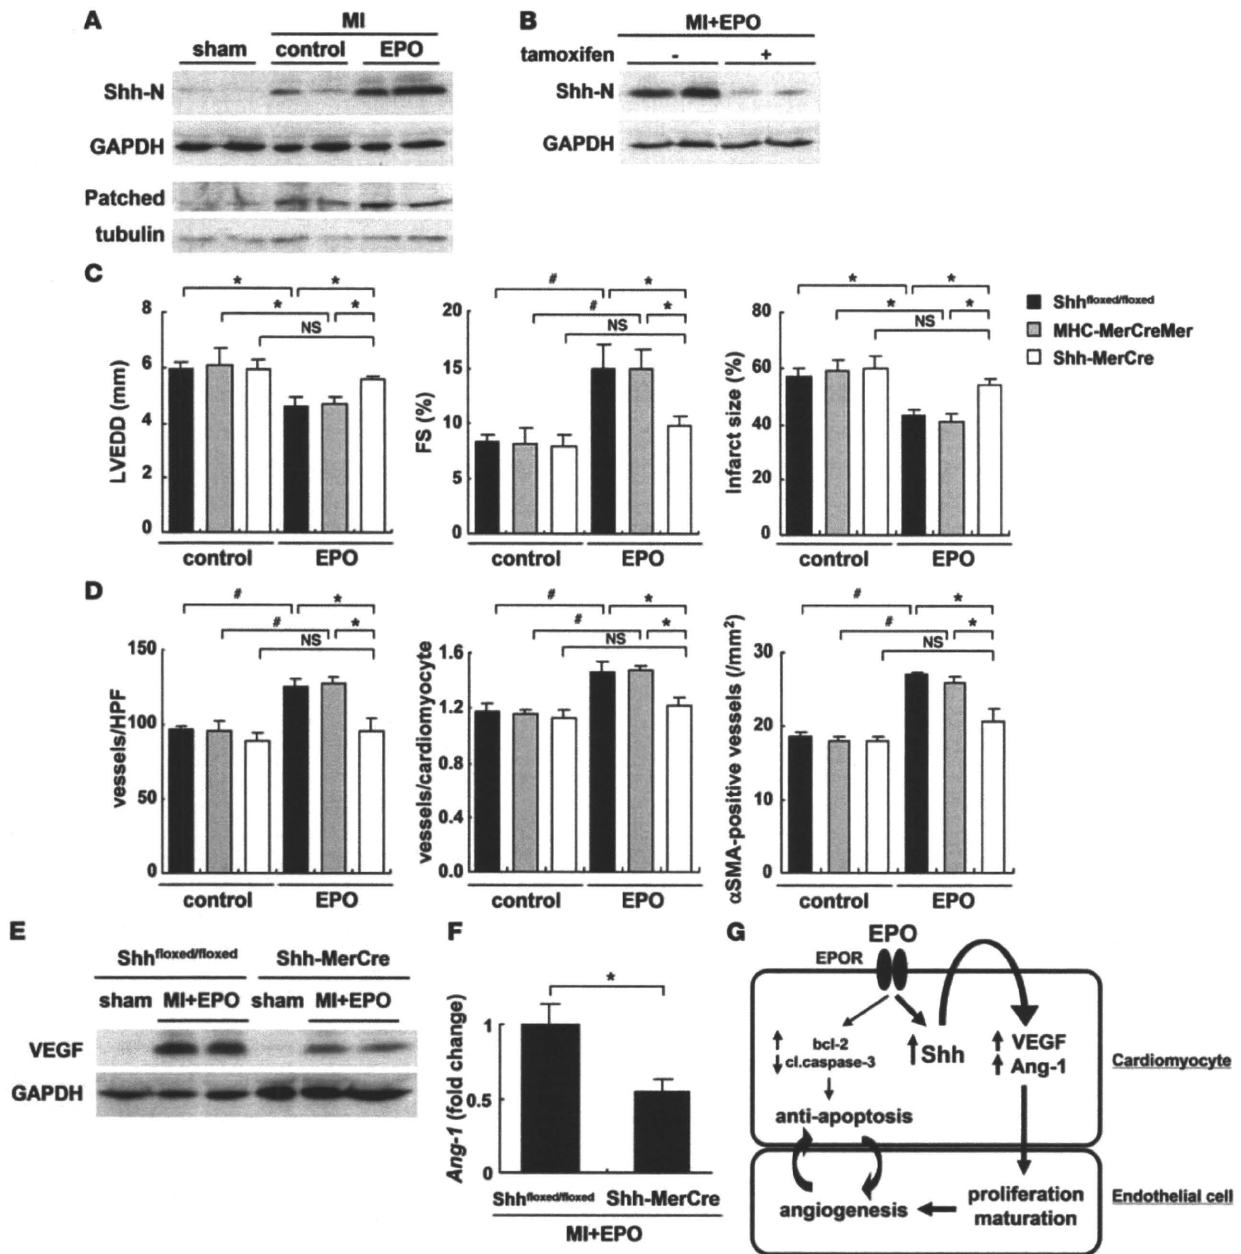 A
MI
sham control EPO
Shh-N
GAPDH
Patched
tubulin
B
MI+EPO
tamoxifen - +
Shh-N
GAPDH
C
* *
* *
NS
LVEDD (mm)
8
6
4
2
0
control EPO
# *
# *
NS
FS (%)
20
15
10
5
0
control EPO
* *
* *
NS
Infarct size (%)
80
60
40
20
0
control EPO
Shhfloxed/floxed
MHC-MerCreMer
Shh-MerCre
D
# *
# *
NS
vessels/HPF
150
100
50
0
control EPO
# *
# *
NS
vessels/cardiomyocyte
1.6
1.2
0.8
0.4
0.0
control EPO
# *
# *
NS
αSMA-positive vessels (/mm²)
30
20
10
0
control EPO
E
Shhfloxed/floxed Shh-MerCre
sham MI+EPO sham MI+EPO
VEGF
GAPDH
F
*
Ang-1 (fold change)
1
0.5
0
Shhfloxed/floxed Shh-MerCre
MI+EPO
G
EPO
EPOR
bcl-2
cl.caspase-3
Shh
VEGF
Ang-1
Cardiomyocyte
anti-apoptosis
angiogenesis
proliferation
maturation
Endothelial cell